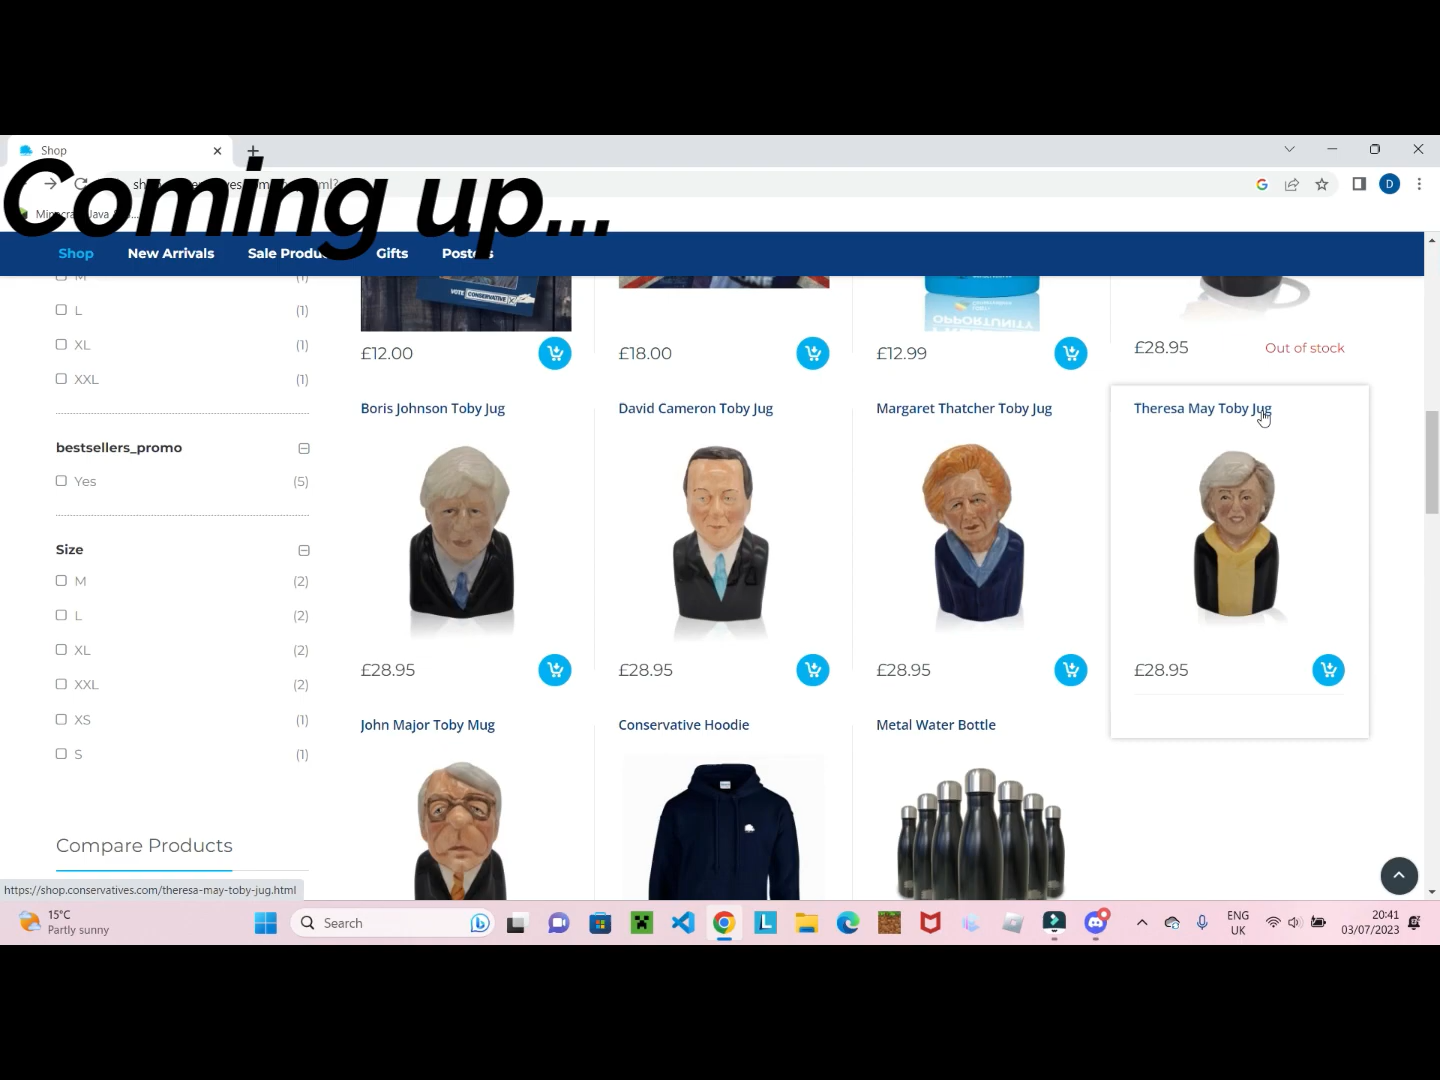 Shop
Coming up...
Shop
New Arrivals
Gifts
M (1)
L (1)
XL (1)
XXL (1)
bestsellers_promo
Yes (5)
Size
M (2)
L (2)
XL (2)
XXL (2)
XS (1)
S (1)
Compare Products
VOTE CONSERVATIVE
OPPORTUNITY
£12.00
£18.00
£12.99
£28.95
Out of stock
Boris Johnson Toby Jug
David Cameron Toby Jug
Margaret Thatcher Toby Jug
Theresa May Toby Jug
£28.95
£28.95
£28.95
£28.95
John Major Toby Mug
Conservative Hoodie
Metal Water Bottle
https://shop.conservatives.com/theresa-may-toby-jug.html
15°C
Partly sunny
Search
ENG
UK
20:41
03/07/2023